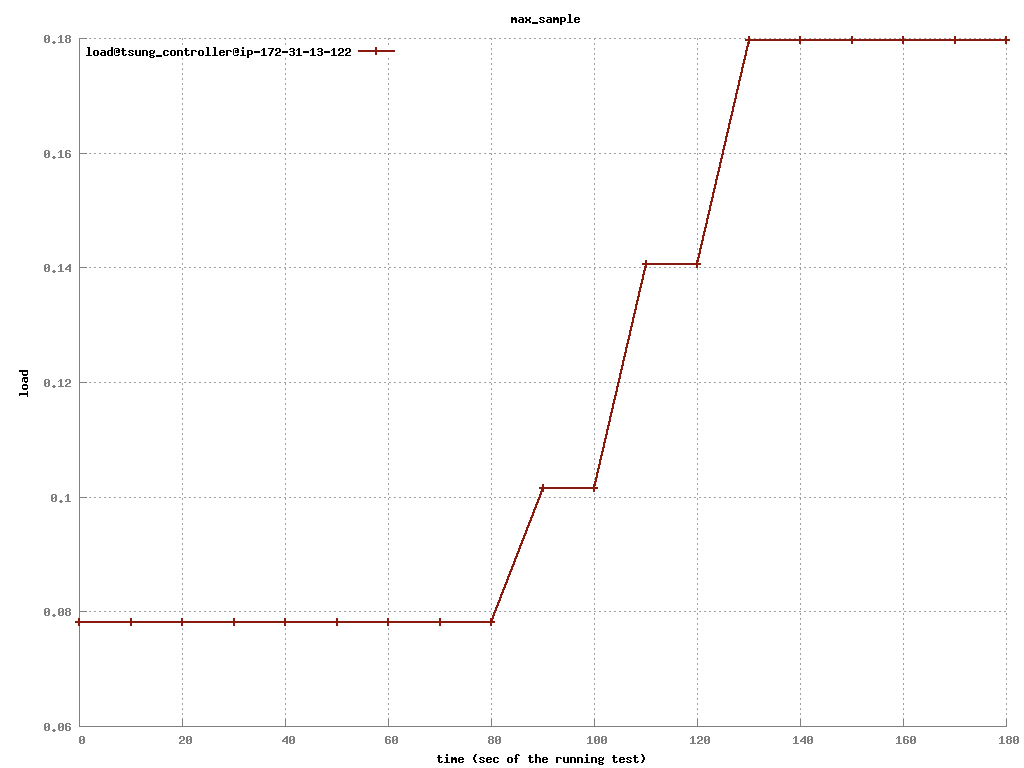 max_sample
load@tsung_controller@ip-172-31-13-122
0.18
0.16
0.14
0.12
0.1
0.08
0.06
load
0 20 40 60 80 100 120 140 160 180
time (sec of the running test)